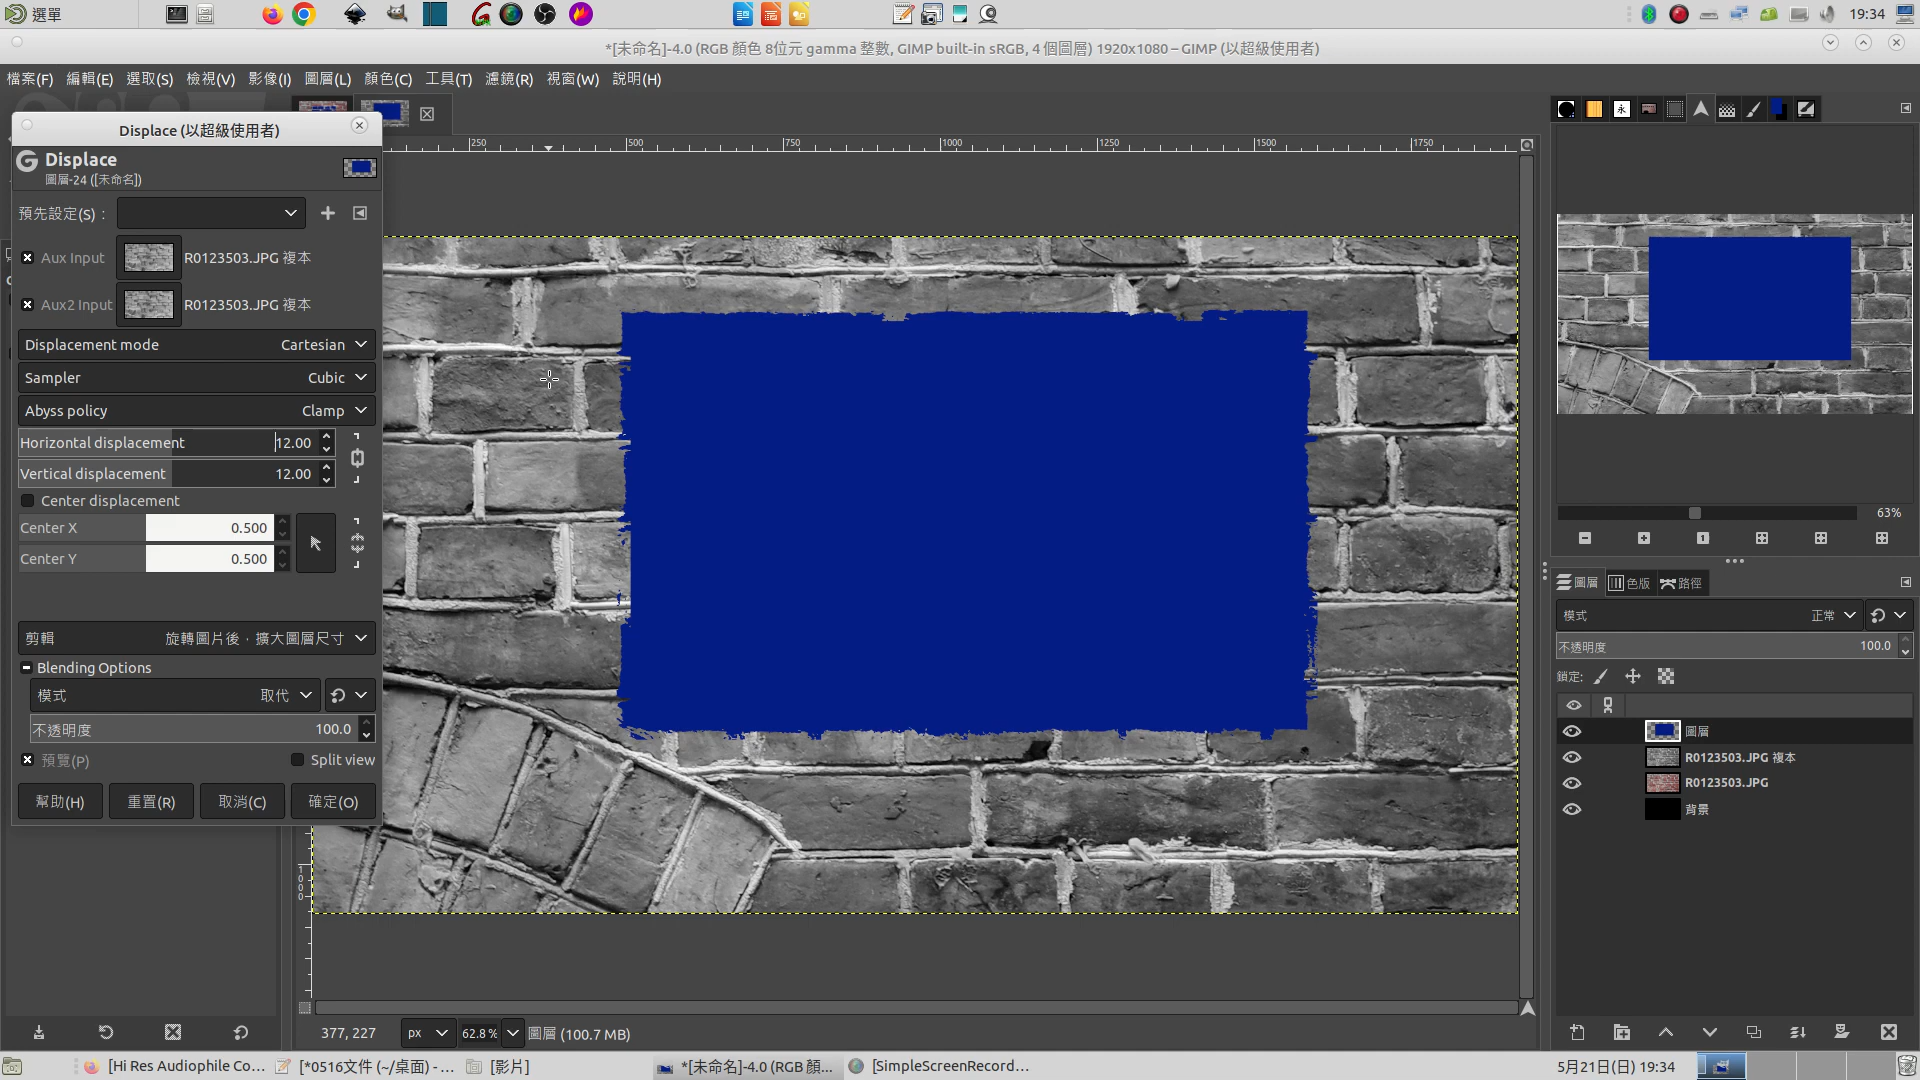 選單
19:34
*[未命名]-4.0 (RGB 顏色 8位元 gamma 整數, GIMP built-in sRGB, 4 個圖層) 1920x1080 – GIMP (以超級使用者)
檔案(F) 編輯(E) 選取(S) 檢視(V) 影像(I) 圖層(L) 顏色(C) 工具(T) 濾鏡(R) 視窗(W) 說明(H)
Displace (以超級使用者)
Displace
圖層-24 ([未命名])
預先設定(S) :
Aux Input R0123503.JPG 複本
Aux2 Input R0123503.JPG 複本
Displacement mode Cartesian
Sampler Cubic
Abyss policy Clamp
Horizontal displacement 12.00
Vertical displacement 12.00
Center displacement
Center X 0.500
Center Y 0.500
剪輯 旋轉圖片後，擴大圖層尺寸
Blending Options
模式 取代
不透明度 100.0
預覽(P) Split view
幫助(H) 重置(R) 取消(C) 確定(O)
250 500 750 1000 1250 1500 1750
1000
377, 227 px 62.8 % 圖層 (100.7 MB)
永
63%
圖層 色版 路徑
模式 正常
不透明度 100.0
鎖定:
圖層
R0123503.JPG 複本
R0123503.JPG
背景
[Hi Res Audiophile Co... [*0516文件 (~/桌面) - ... [影片] *[未命名]-4.0 (RGB 顏... [SimpleScreenRecord... 5月21日(日) 19:34